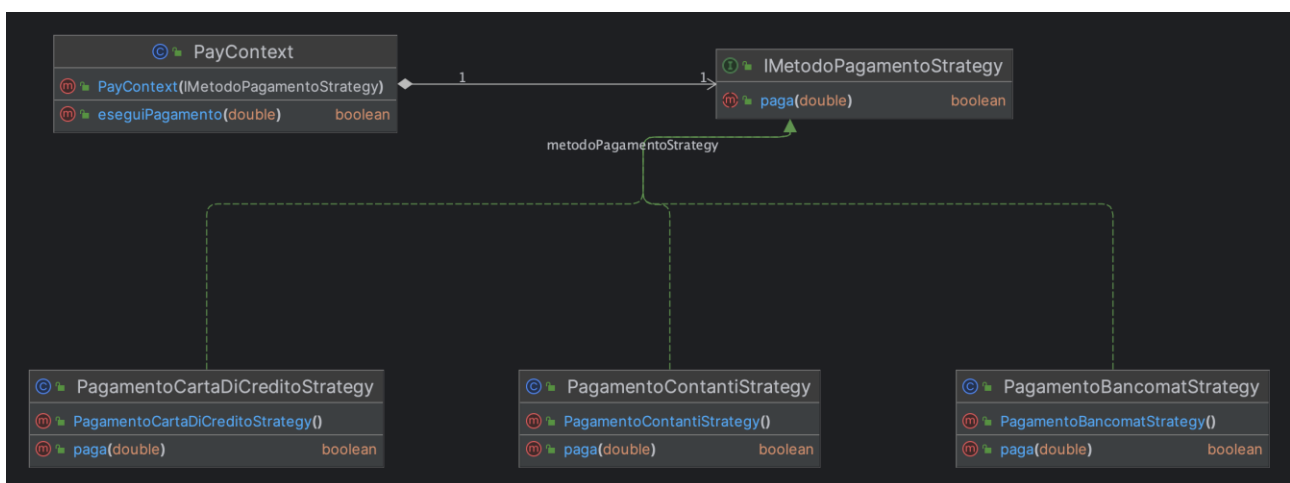 PayContext
PayContext(IMetodoPagamentoStrategy)
eseguiPagamento(double) boolean
1
1
IMetodoPagamentoStrategy
paga(double) boolean
metodoPagamentoStrategy
PagamentoCartaDiCreditoStrategy
PagamentoCartaDiCreditoStrategy()
paga(double) boolean
PagamentoContantiStrategy
PagamentoContantiStrategy()
paga(double) boolean
PagamentoBancomatStrategy
PagamentoBancomatStrategy()
paga(double) boolean